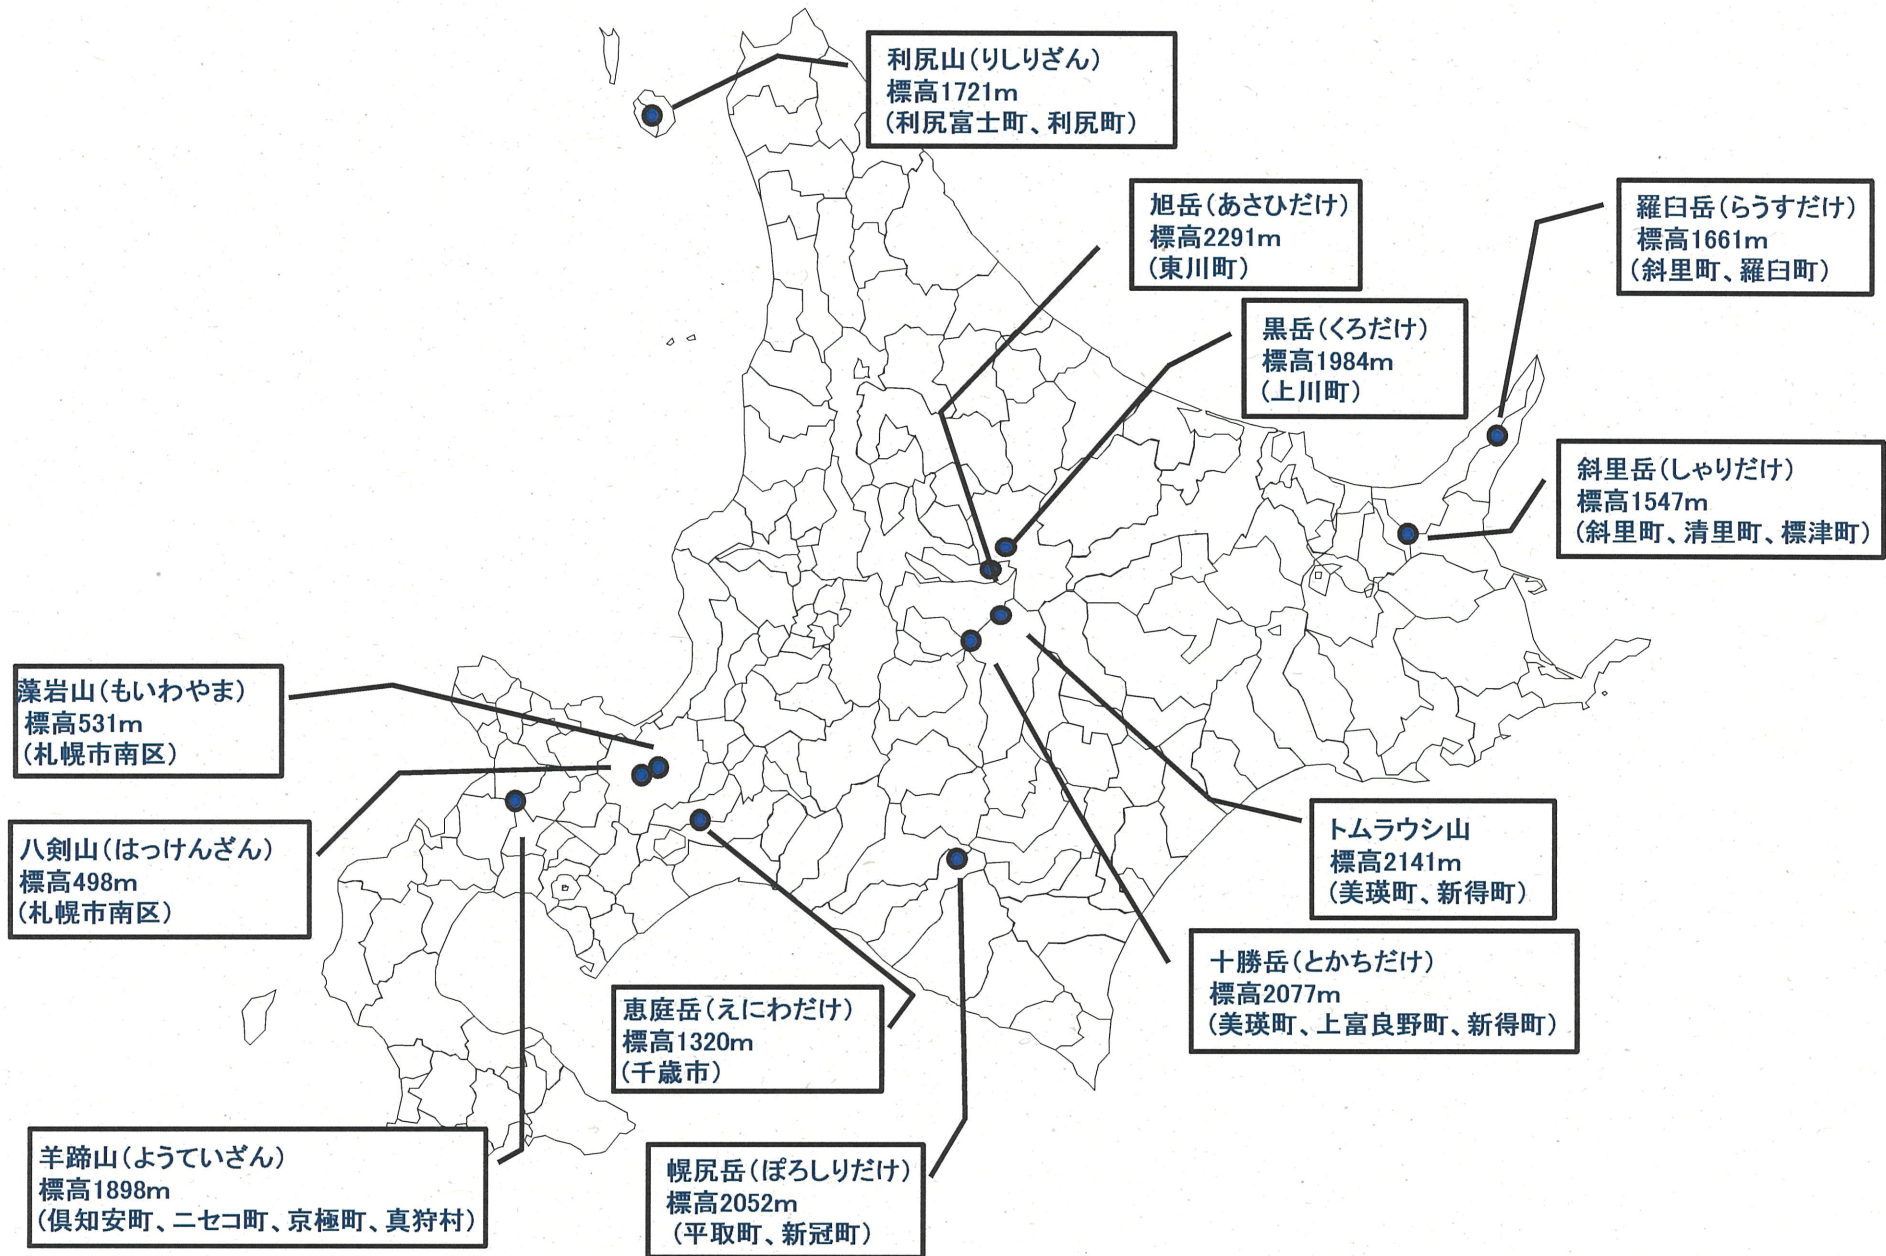 利尻山(りしりざん)
標高1721m
(利尻富士町、利尻町)
旭岳(あさひだけ)
標高2291m
(東川町)
羅臼岳(らうすだけ)
標高1661m
(斜里町、羅臼町)
黒岳(くろだけ)
標高1984m
(上川町)
斜里岳(しゃりだけ)
標高1547m
(斜里町、清里町、標津町)
藻岩山(もいわやま)
標高531m
(札幌市南区)
八剣山(はっけんざん)
標高498m
(札幌市南区)
トムラウシ山
標高2141m
(美瑛町、新得町)
十勝岳(とかちだけ)
標高2077m
(美瑛町、上富良野町、新得町)
恵庭岳(えにわだけ)
標高1320m
(千歳市)
羊蹄山(ようていざん)
標高1898m
(倶知安町、ニセコ町、京極町、真狩村)
幌尻岳(ぽろしりだけ)
標高2052m
(平取町、新冠町)